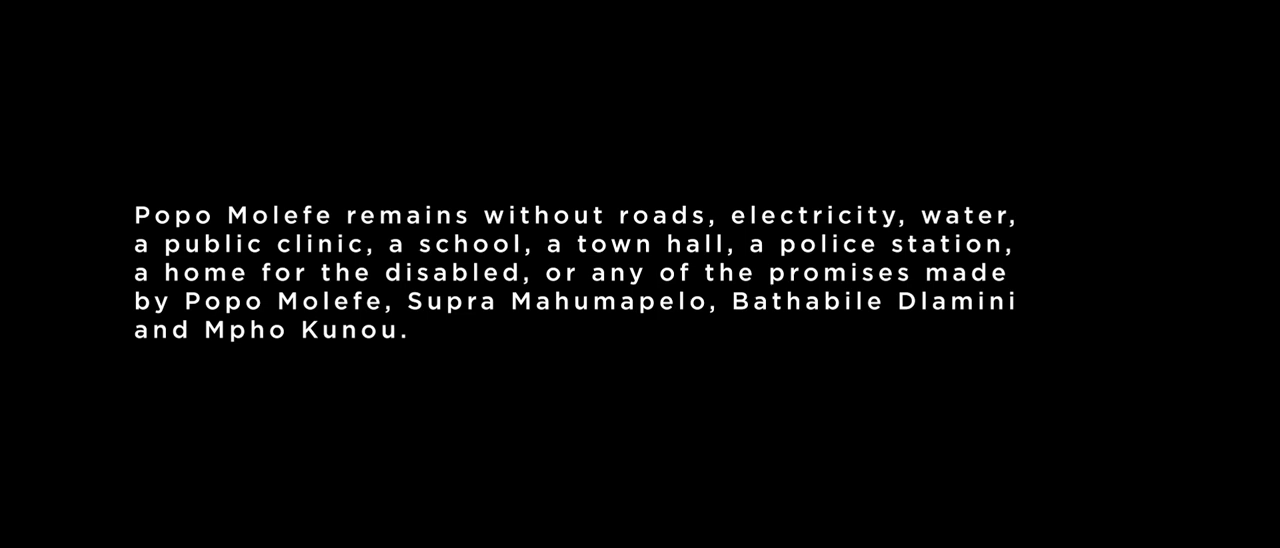 Popo Molefe remains without roads, electricity, water,
a public clinic, a school, a town hall, a police station,
a home for the disabled, or any of the promises made
by Popo Molefe, Supra Mahumapelo, Bathabile Dlamini
and Mpho Kunou.